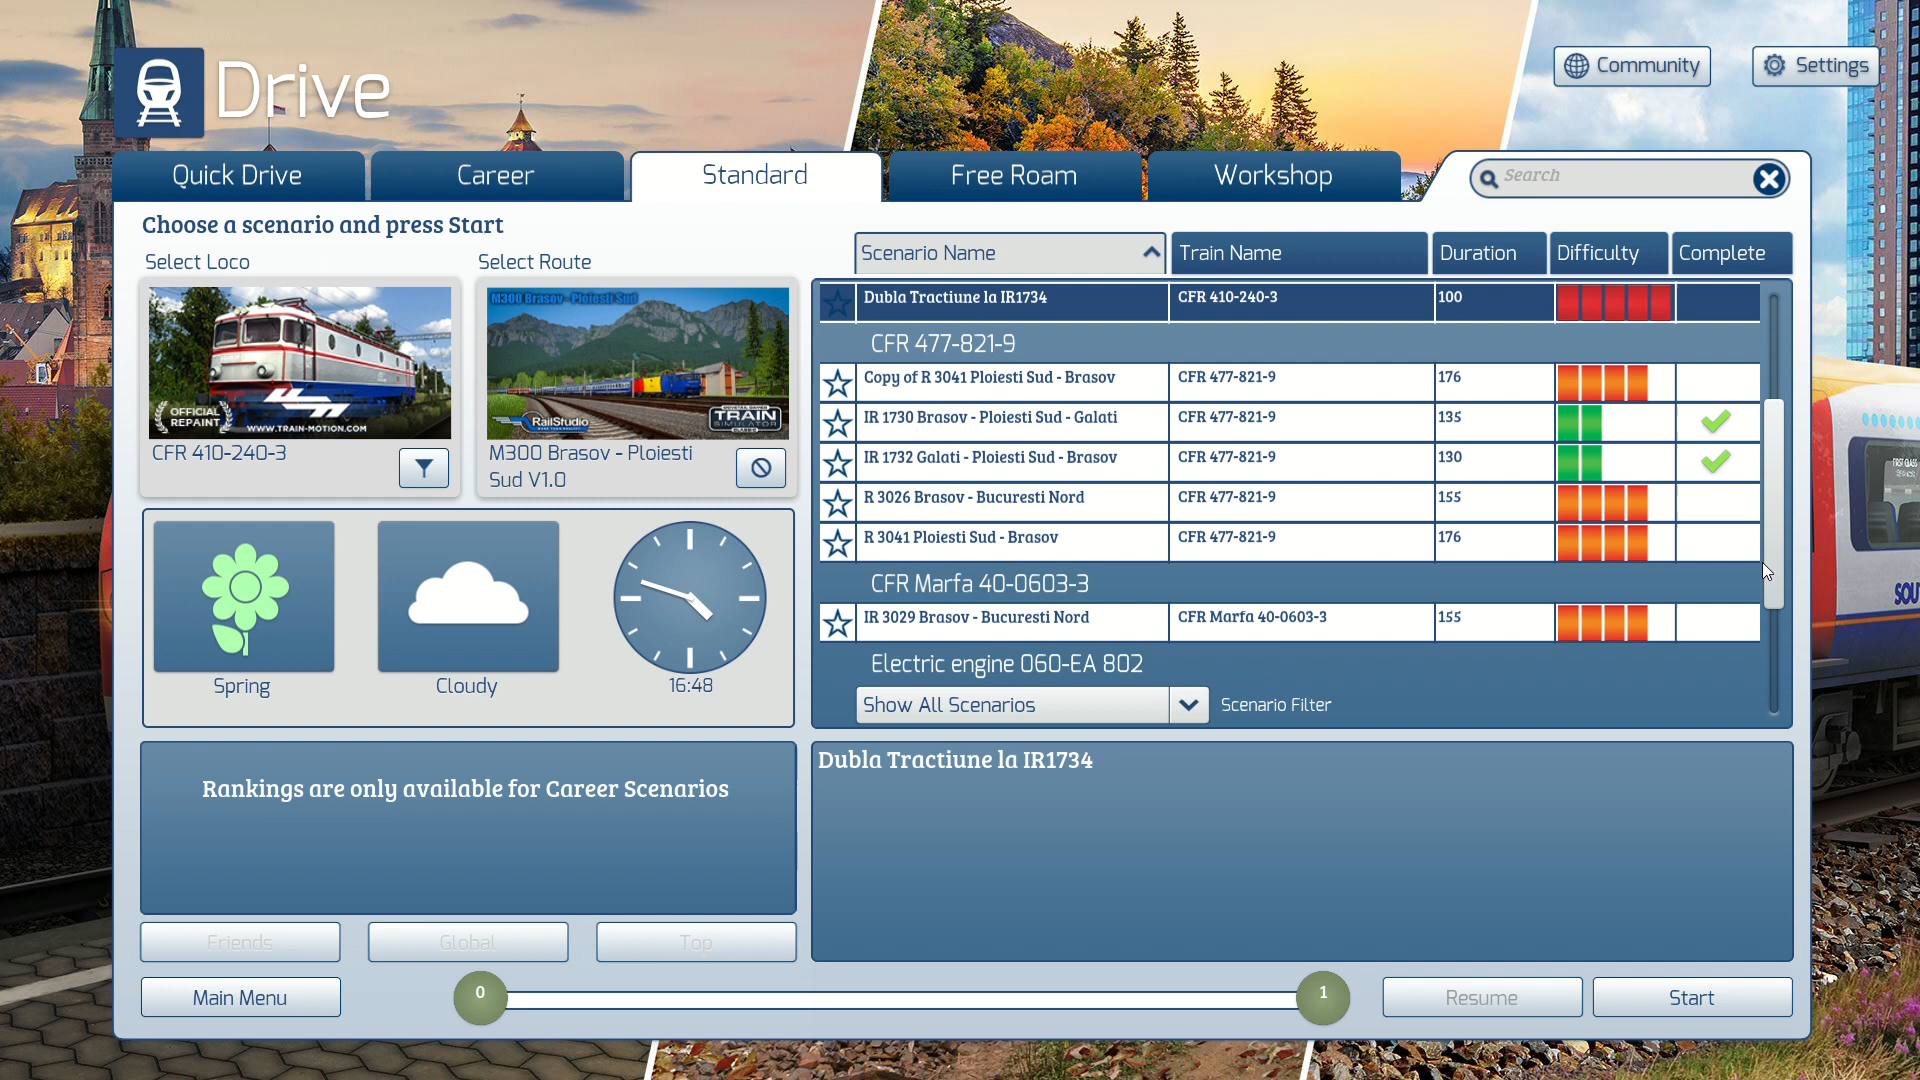 Drive
Community
Settings
Quick Drive
Career
Standard
Free Roam
Workshop
Search
Choose a scenario and press Start
Select Loco
Select Route
OFFICIAL REPAINT
WWW.TRAIN-MOTION.COM
CFR 410-240-3
M300 Brasov - Ploiesti Sud
RailStudio
TRAIN SIMULATOR
M300 Brasov - Ploiesti
Sud V1.0
Spring
Cloudy
16:48
Scenario Name Train Name Duration Difficulty Complete
Dubla Tractiune la IR1734 CFR 410-240-3 100
CFR 477-821-9
Copy of R 3041 Ploiesti Sud - Brasov CFR 477-821-9 176
IR 1730 Brasov - Ploiesti Sud - Galati CFR 477-821-9 135
IR 1732 Galati - Ploiesti Sud - Brasov CFR 477-821-9 130
R 3026 Brasov - Bucuresti Nord CFR 477-821-9 155
R 3041 Ploiesti Sud - Brasov CFR 477-821-9 176
CFR Marfa 40-0603-3
IR 3029 Brasov - Bucuresti Nord CFR Marfa 40-0603-3 155
Electric engine 060-EA 802
Show All Scenarios
Scenario Filter
Rankings are only available for Career Scenarios
Dubla Tractiune la IR1734
Friends
Global
Top
Main Menu
0
1
Resume
Start
FIRST CLASS
SOU